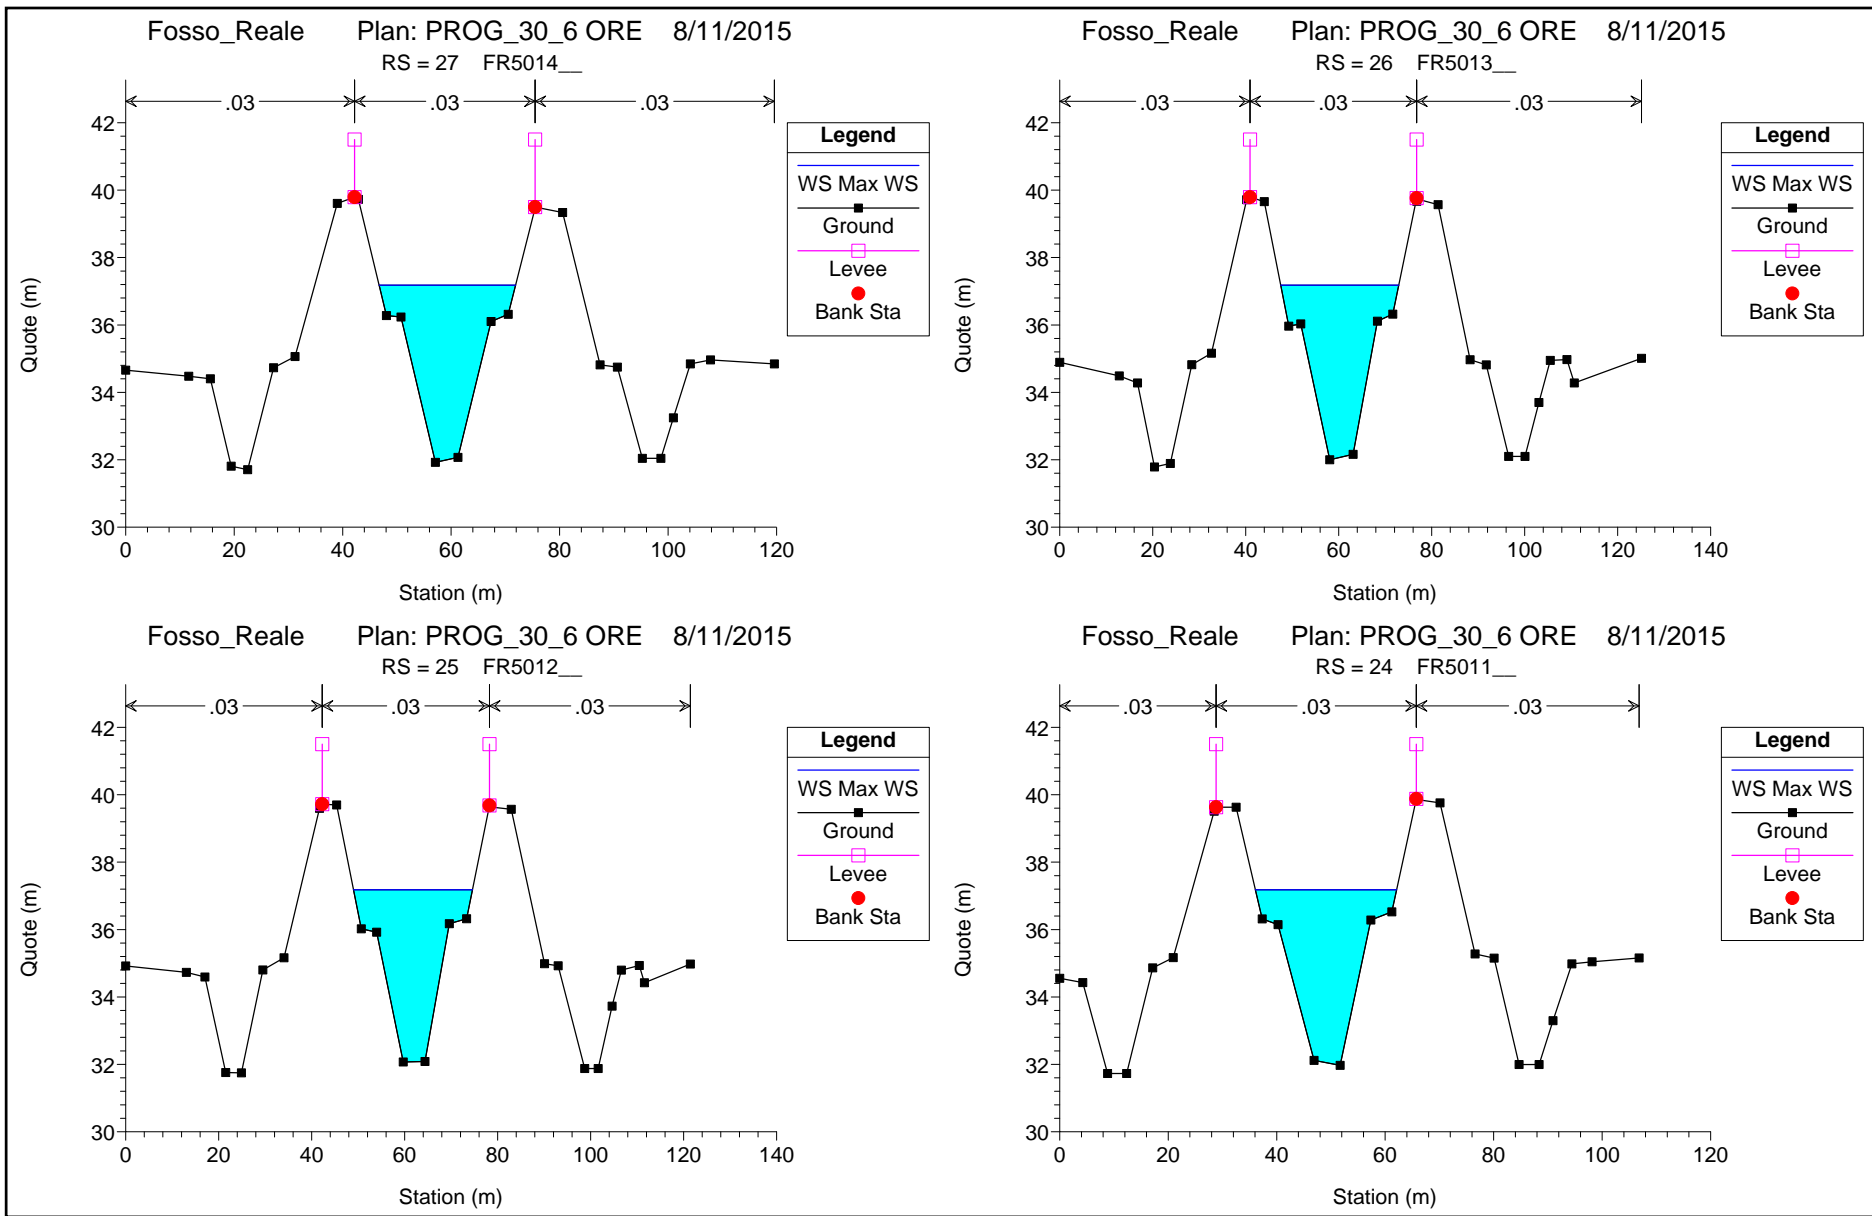 Fosso_Reale Plan: PROG_30_6 ORE 8/11/2015
RS = 27 FR5014__
.03 .03 .03
42
40
38
36
34
32
30
0 20 40 60 80 100 120
Quote (m)
Station (m)
Legend
WS Max WS
Ground
Levee
Bank Sta
Fosso_Reale Plan: PROG_30_6 ORE 8/11/2015
RS = 26 FR5013__
.03 .03 .03
42
40
38
36
34
32
30
0 20 40 60 80 100 120 140
Quote (m)
Station (m)
Legend
WS Max WS
Ground
Levee
Bank Sta
Fosso_Reale Plan: PROG_30_6 ORE 8/11/2015
RS = 25 FR5012__
.03 .03 .03
42
40
38
36
34
32
30
0 20 40 60 80 100 120 140
Quote (m)
Station (m)
Legend
WS Max WS
Ground
Levee
Bank Sta
Fosso_Reale Plan: PROG_30_6 ORE 8/11/2015
RS = 24 FR5011__
.03 .03 .03
42
40
38
36
34
32
30
0 20 40 60 80 100 120
Quote (m)
Station (m)
Legend
WS Max WS
Ground
Levee
Bank Sta